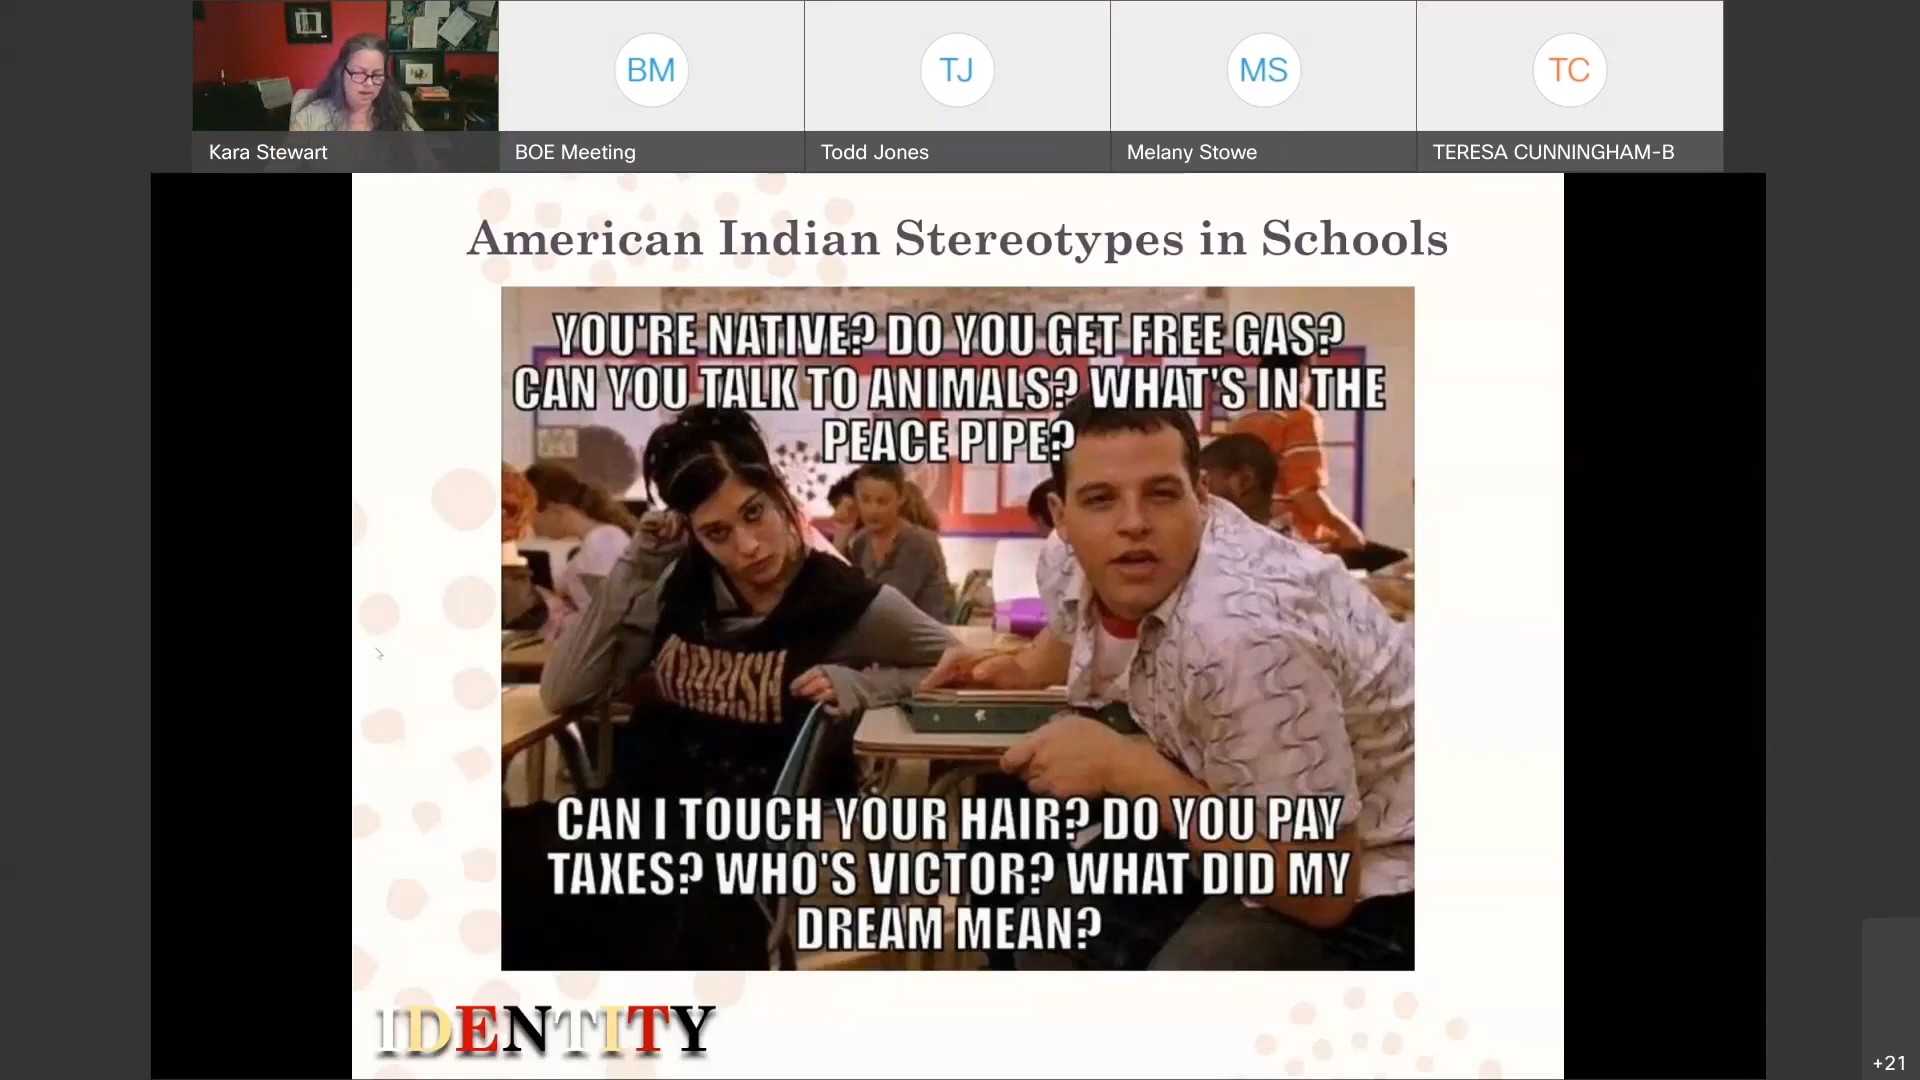 BM
TJ
MS
TC
Kara Stewart
BOE Meeting
Todd Jones
Melany Stowe
TERESA CUNNINGHAM-B
American Indian Stereotypes in Schools
YOU'RE NATIVE? DO YOU GET FREE GAS?
CAN YOU TALK TO ANIMALS? WHAT'S IN THE
PEACE PIPE?
CAN I TOUCH YOUR HAIR? DO YOU PAY
TAXES? WHO'S VICTOR? WHAT DID MY
DREAM MEAN?
IDENTITY
+21